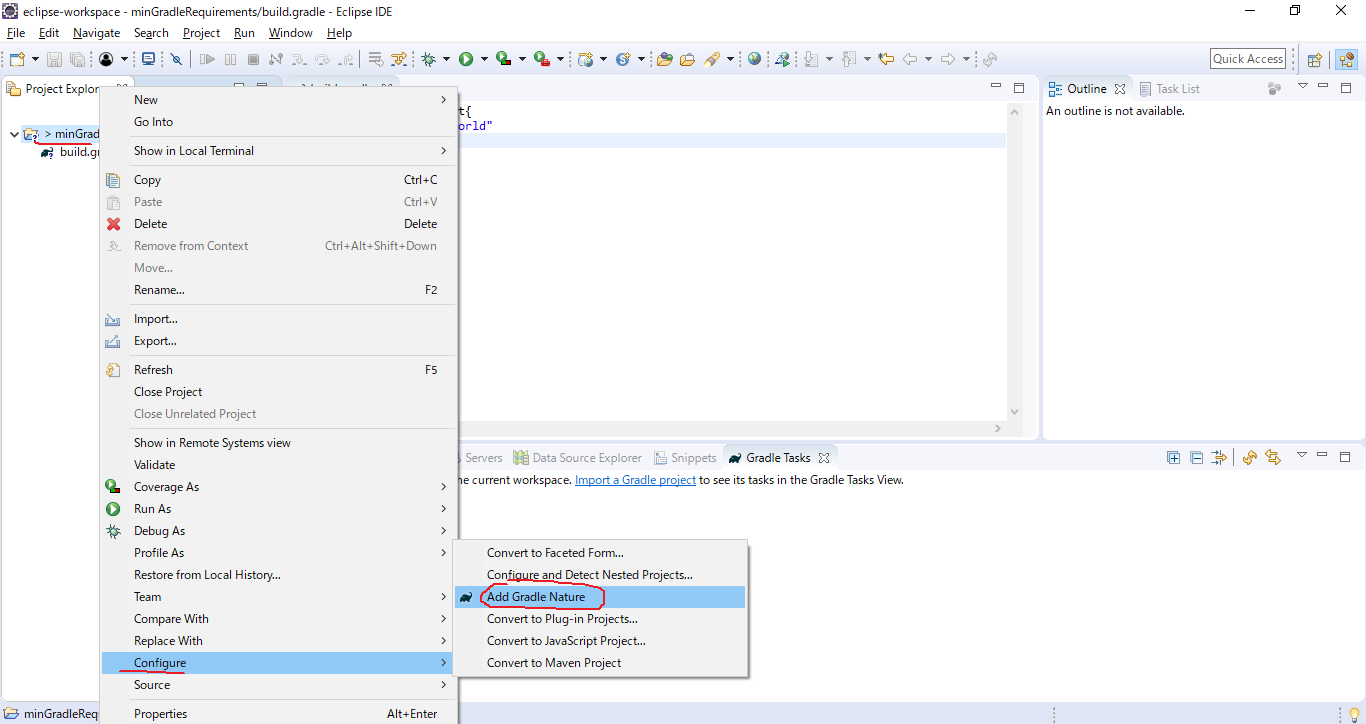 eclipse-workspace - minGradleRequirements/build.gradle - Eclipse IDE
File Edit Navigate Search Project Run Window Help
Quick Access
Project Explor
Outline
Task List
An outline is not available.
> minGrad
build.gr
t{
orld"
New
Go Into
Show in Local Terminal
Copy Ctrl+C
Paste Ctrl+V
Delete Delete
Remove from Context Ctrl+Alt+Shift+Down
Move...
Rename... F2
Import...
Export...
Refresh F5
Close Project
Close Unrelated Project
Show in Remote Systems view
Validate
Coverage As
Run As
Debug As
Profile As
Restore from Local History...
Team
Compare With
Replace With
Configure
Source
Properties Alt+Enter
Servers Data Source Explorer Snippets Gradle Tasks
he current workspace. Import a Gradle project to see its tasks in the Gradle Tasks View.
Convert to Faceted Form...
Configure and Detect Nested Projects...
Add Gradle Nature
Convert to Plug-in Projects...
Convert to JavaScript Project...
Convert to Maven Project
minGradleReq